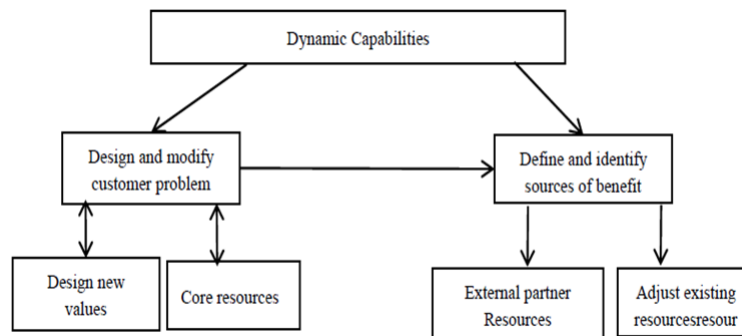 Dynamic Capabilities
Design and modify
customer problem
Define and identify
sources of benefit
Design new
values
Core resources
External partner
Resources
Adjust existing
resourcesresour